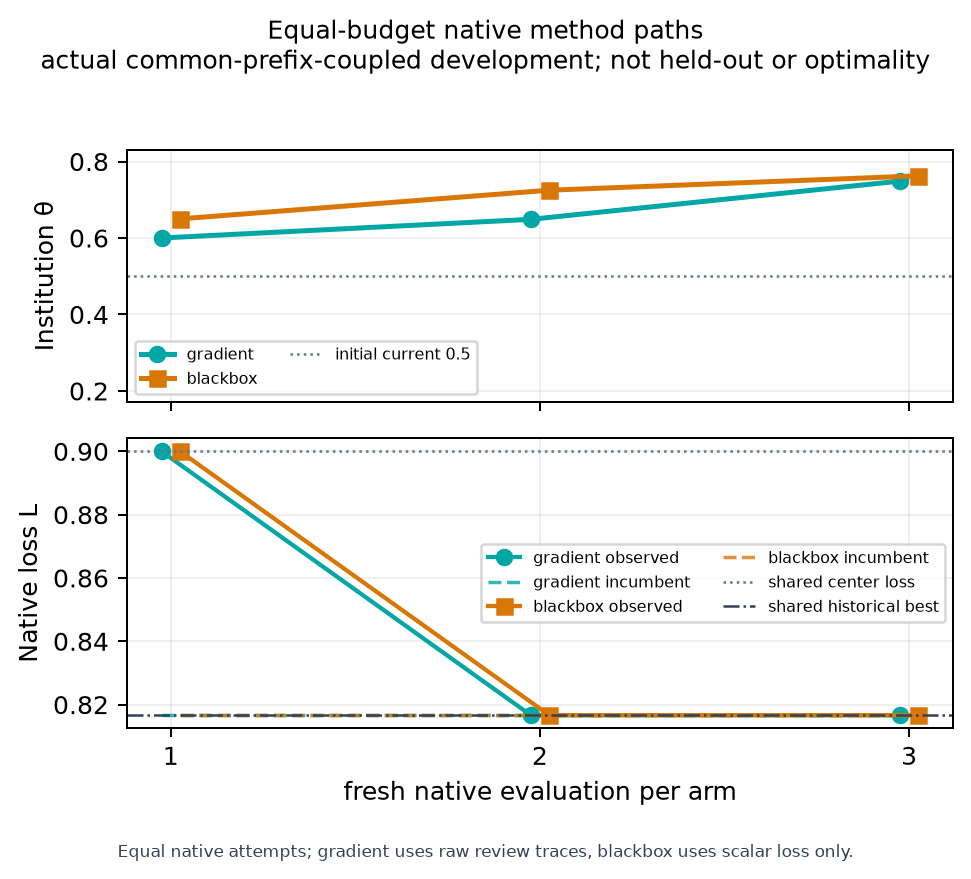 Equal-budget native method paths
actual common-prefix-coupled development; not held-out or optimality
Institution θ
0.8
0.6
0.4
0.2
gradient
blackbox
initial current 0.5
Native loss L
0.90
0.88
0.86
0.84
0.82
gradient observed
gradient incumbent
blackbox observed
blackbox incumbent
shared center loss
shared historical best
1
2
3
fresh native evaluation per arm
Equal native attempts; gradient uses raw review traces, blackbox uses scalar loss only.